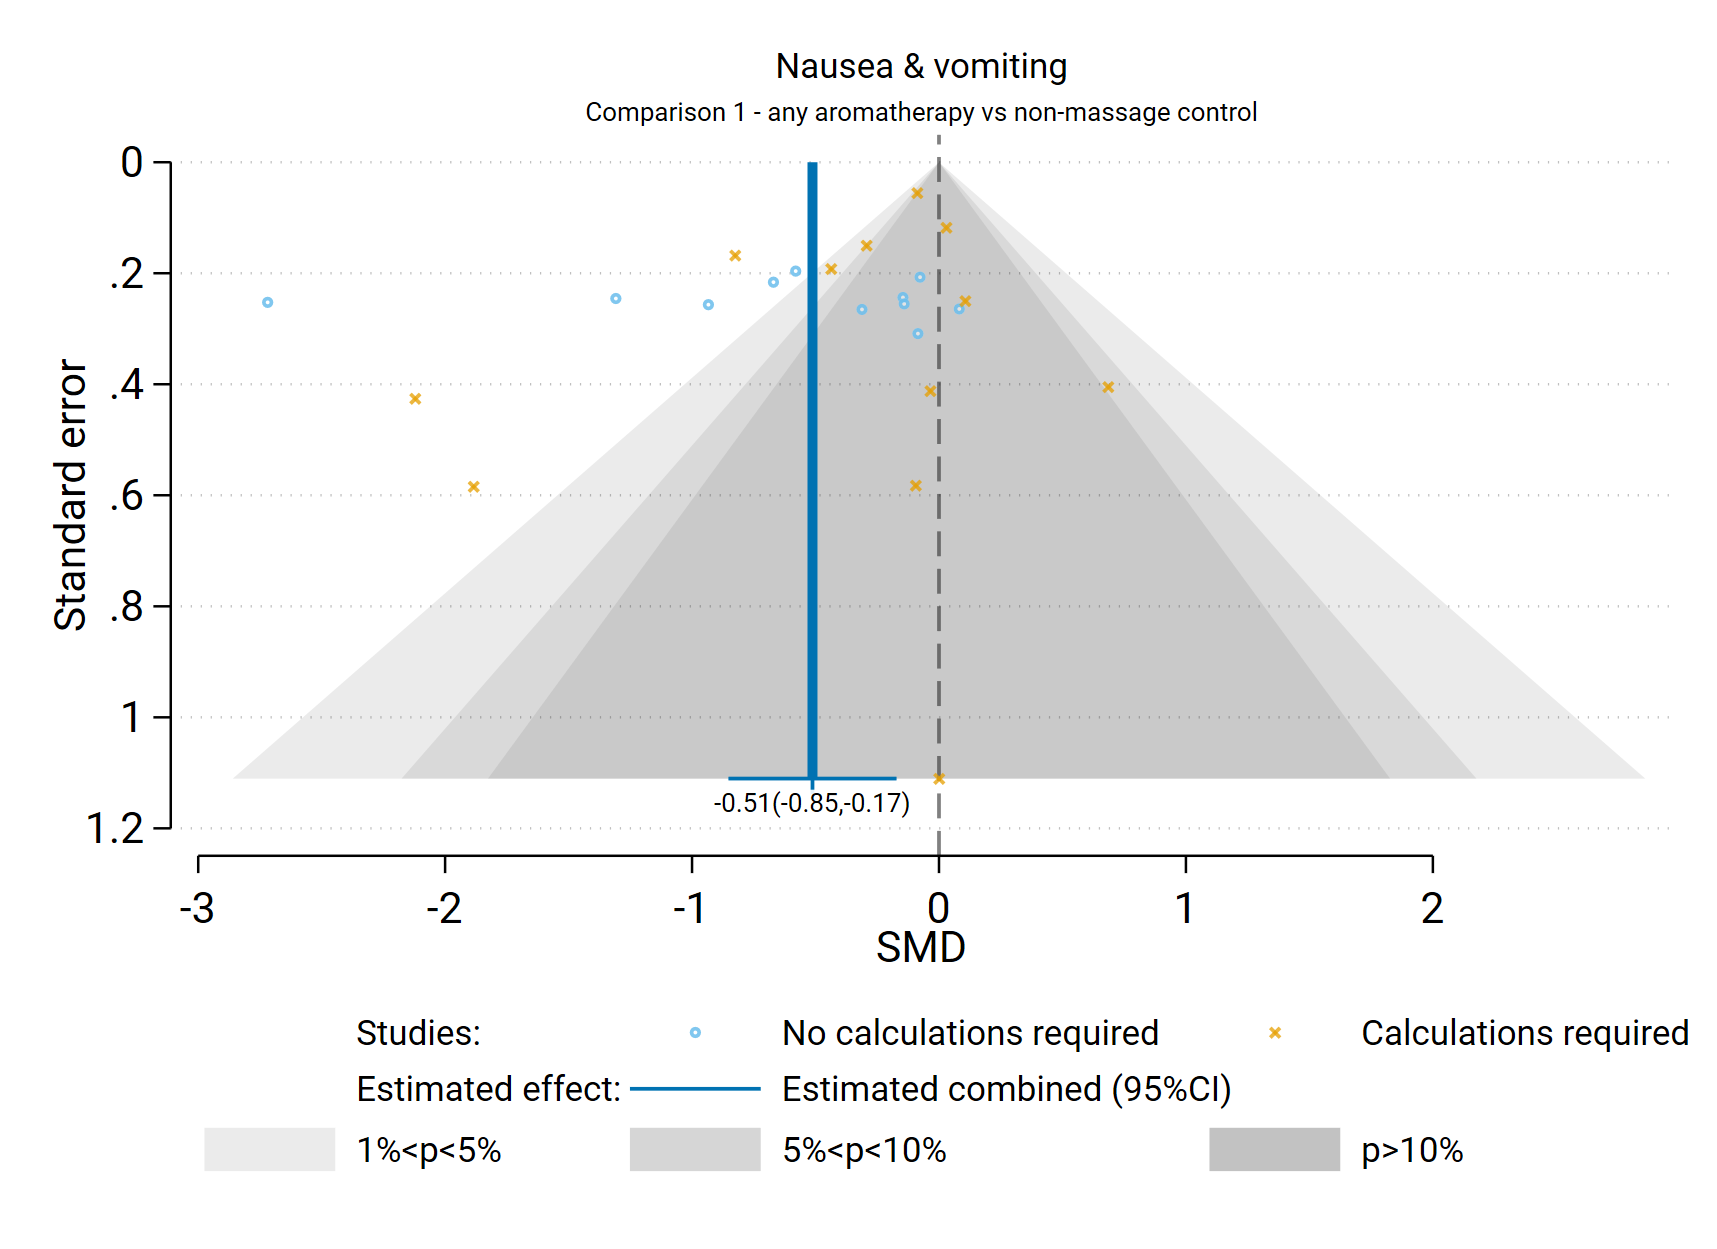 Nausea & vomiting
Comparison 1 - any aromatherapy vs non-massage control
0
.2
.4
.6
.8
1
1.2
Standard error
-0.51(-0.85,-0.17)
-3 -2 -1 0 1 2
SMD
Studies: No calculations required Calculations required
Estimated effect: Estimated combined (95%CI)
1%<p<5% 5%<p<10% p>10%